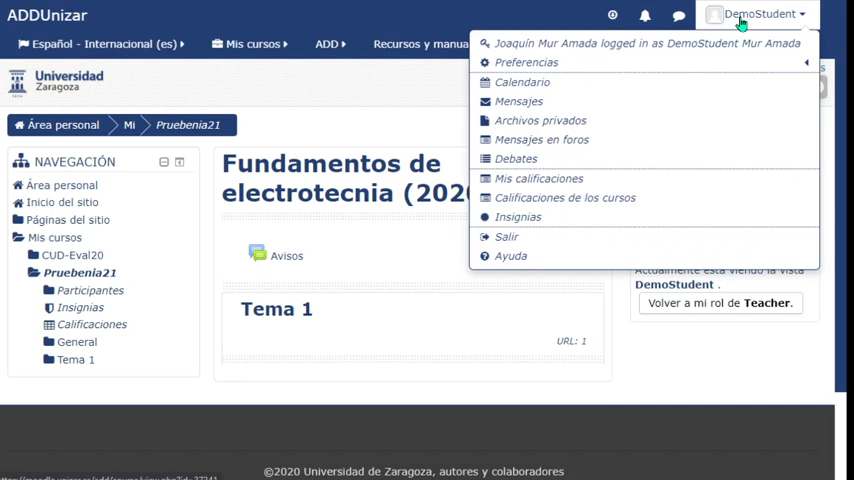 ADDUnizar
DemoStudent
Español - Internacional (es)
Mis cursos
ADD
Recursos y manua
Joaquín Mur Amada logged in as DemoStudent Mur Amada
Preferencias
Calendario
Mensajes
Archivos privados
Mensajes en foros
Debates
Mis calificaciones
Calificaciones de los cursos
Insignias
Salir
Ayuda
Universidad
Zaragoza
Área personal
Mi
Pruebenia21
NAVEGACIÓN
Área personal
Inicio del sitio
Páginas del sitio
Mis cursos
CUD-Eval20
Pruebenia21
Participantes
Insignias
Calificaciones
General
Tema 1
Fundamentos de
electrotecnia (202
Avisos
Tema 1
URL: 1
Actualmente está viendo la vista
DemoStudent .
Volver a mi rol de Teacher.
©2020 Universidad de Zaragoza, autores y colaboradores